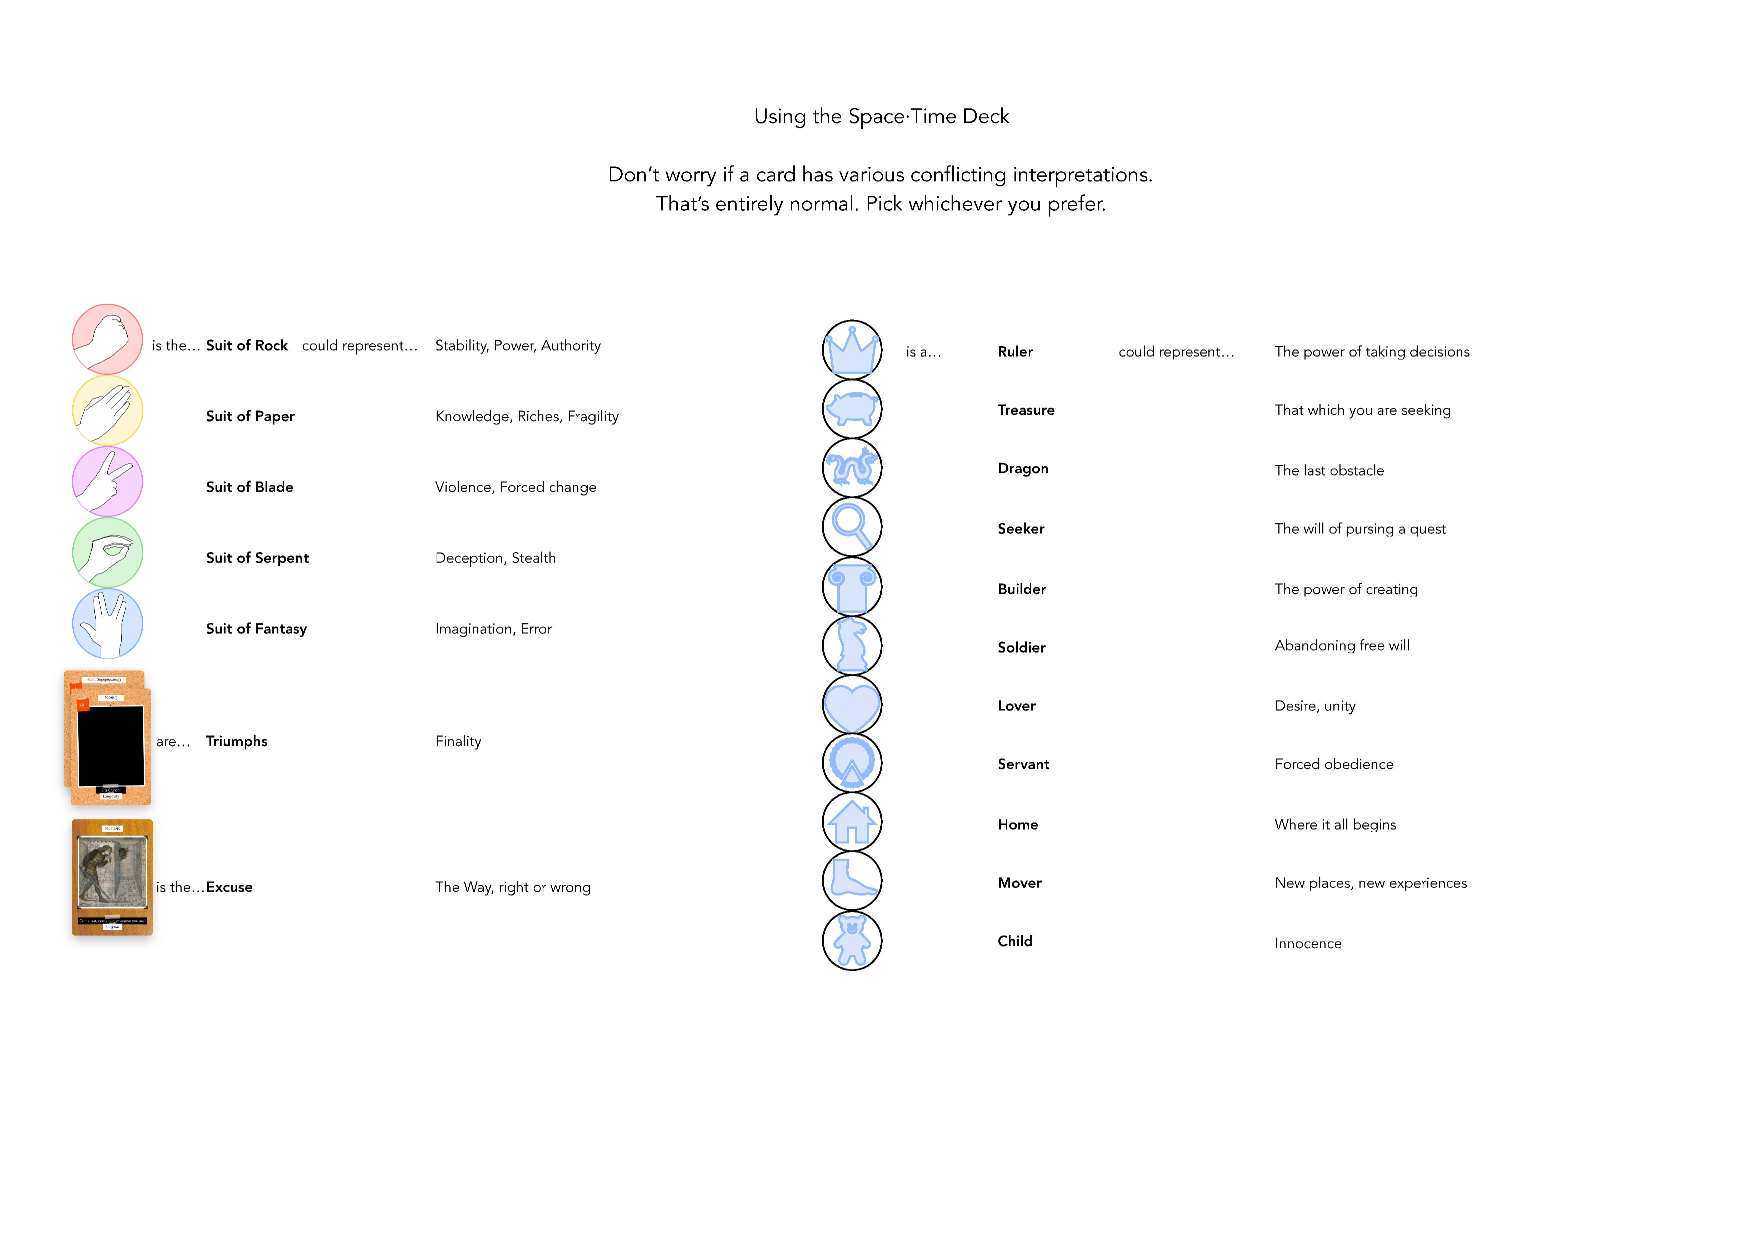 Using the Space·Time Deck
Don't worry if a card has various conflicting interpretations.
That's entirely normal. Pick whichever you prefer.
is the… Suit of Rock could represent… Stability, Power, Authority
Suit of Paper Knowledge, Riches, Fragility
Suit of Blade Violence, Forced change
Suit of Serpent Deception, Stealth
Suit of Fantasy Imagination, Error
are… Triumphs Finality
is the… Excuse The Way, right or wrong
is a… Ruler could represent… The power of taking decisions
Treasure That which you are seeking
Dragon The last obstacle
Seeker The will of pursing a quest
Builder The power of creating
Soldier Abandoning free will
Lover Desire, unity
Servant Forced obedience
Home Where it all begins
Mover New places, new experiences
Child Innocence